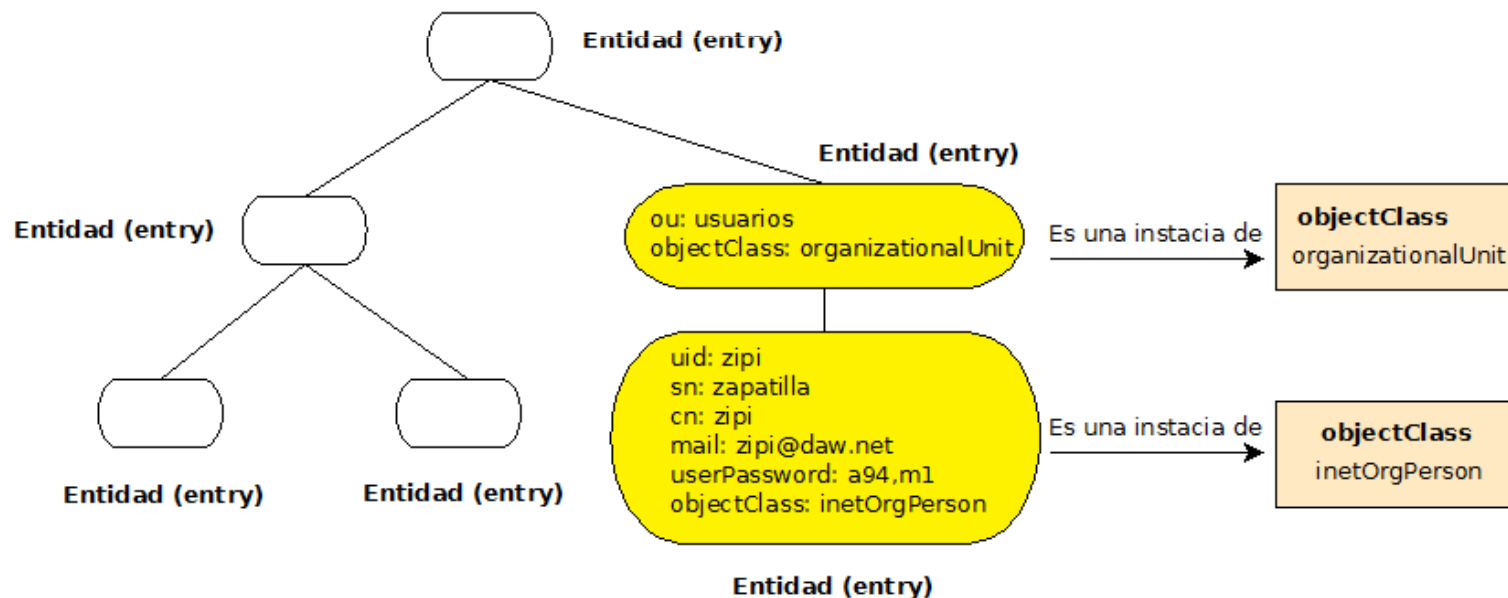 Entidad (entry)
Entidad (entry)
ou: usuarios
objectClass: organizationalUnit
Es una instacia de
objectClass
organizationalUnit
Entidad (entry)
uid: zipi
sn: zapatilla
cn: zipi
mail: zipi@daw.net
userPassword: a94,m1
objectClass: inetOrgPerson
Es una instacia de
objectClass
inetOrgPerson
Entidad (entry)
Entidad (entry)
Entidad (entry)